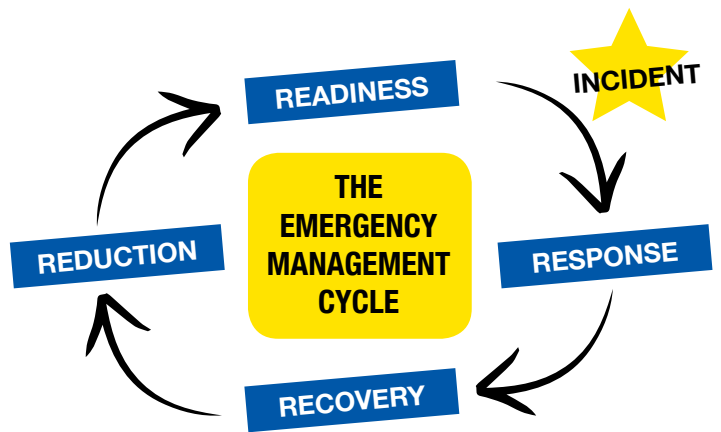 INCIDENT
READINESS
THE
EMERGENCY
MANAGEMENT
CYCLE
REDUCTION
RESPONSE
RECOVERY